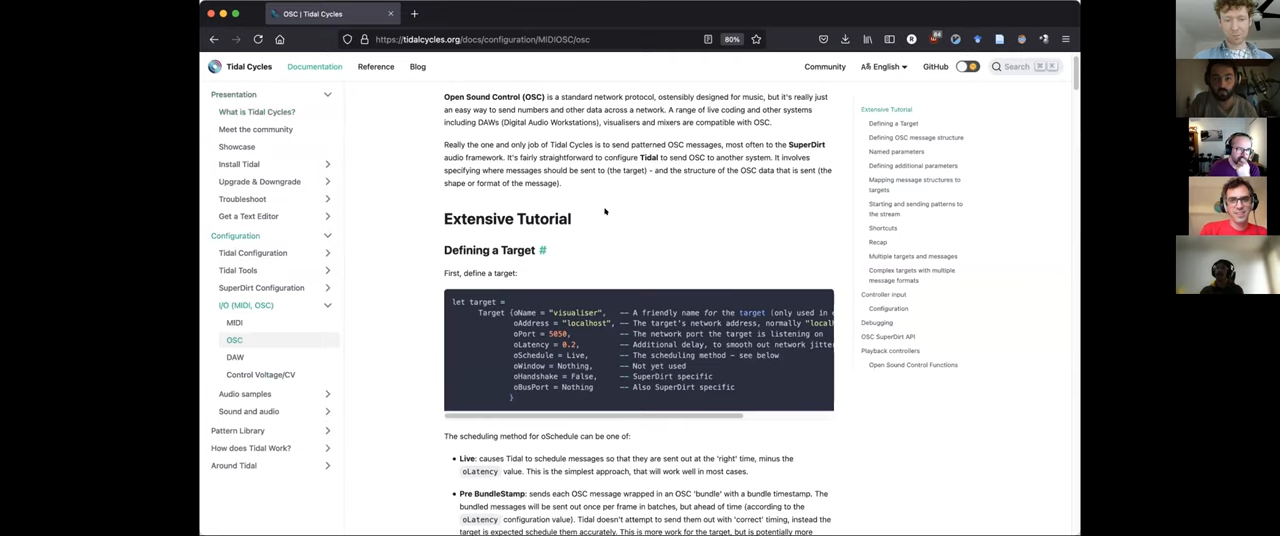 OSC | Tidal Cycles
https://tidalcycles.org/docs/configuration/MIDIOSC/osc
80%
84
Tidal Cycles
Documentation
Reference
Blog
Community
English
GitHub
Search
Presentation
What is Tidal Cycles?
Meet the community
Showcase
Install Tidal
Upgrade & Downgrade
Troubleshoot
Get a Text Editor
Configuration
Tidal Configuration
Tidal Tools
SuperDirt Configuration
I/O (MIDI, OSC)
MIDI
OSC
DAW
Control Voltage/CV
Audio samples
Sound and audio
Pattern Library
How does Tidal Work?
Around Tidal
Open Sound Control (OSC) is a standard network protocol, ostensibly designed for music, but it's really just
an easy way to send numbers and other data across a network. A range of live coding and other systems
including DAWs (Digital Audio Workstations), visualisers and mixers are compatible with OSC.
Really the one and only job of Tidal Cycles is to send patterned OSC messages, most often to the SuperDirt
audio framework. It's fairly straightforward to configure Tidal to send OSC to another system. It involves
specifying where messages should be sent to (the target) - and the structure of the OSC data that is sent (the
shape or format of the message).
Extensive Tutorial
Defining a Target #
First, define a target:
let target =
Target {oName = "visualiser", -- A friendly name for the target (only used in e
oAddress = "localhost", -- The target's network address, normally "local
oPort = 5050, -- The network port the target is listening on
oLatency = 0.2, -- Additional delay, to smooth out network jitter
oSchedule = Live, -- The scheduling method - see below
oWindow = Nothing, -- Not yet used
oHandshake = False, -- SuperDirt specific
oBusPort = Nothing -- Also SuperDirt specific
}
The scheduling method for oSchedule can be one of:
• Live: causes Tidal to schedule messages so that they are sent out at the 'right' time, minus the
oLatency value. This is the simplest approach, that will work well in most cases.
• Pre BundleStamp: sends each OSC message wrapped in an OSC 'bundle' with a bundle timestamp. The
bundled messages will be sent out once per frame in batches, but ahead of time (according to the
oLatency configuration value). Tidal doesn't attempt to send them out with 'correct' timing, instead the
target is expected schedule them accurately. This is more work for the target, but is potentially more
Extensive Tutorial
Defining a Target
Defining OSC message structure
Named parameters
Defining additional parameters
Mapping message structures to
targets
Starting and sending patterns to
the stream
Shortcuts
Recap
Multiple targets and messages
Complex targets with multiple
message formats
Controller input
Configuration
Debugging
OSC SuperDirt API
Playback controllers
Open Sound Control Functions